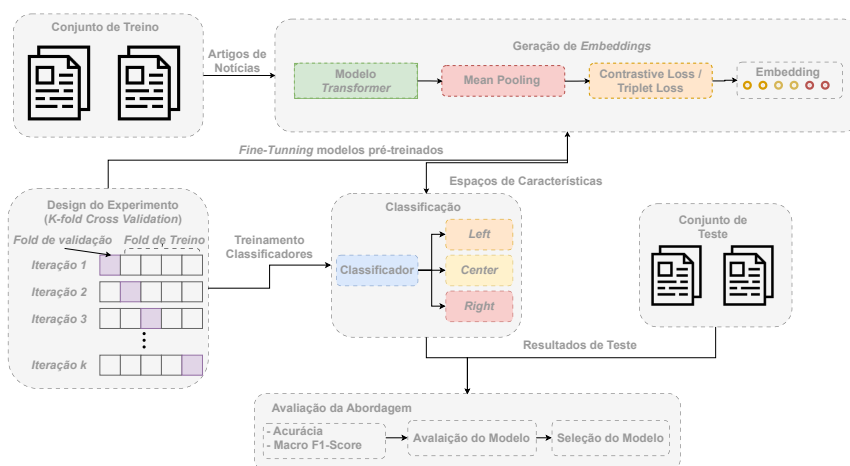 Conjunto de Treino
Artigos de
Notícias
Geração de Embeddings
Modelo
Transformer
Mean Pooling
Contrastive Loss /
Triplet Loss
Embedding
Fine-Tunning modelos pré-treinados
Espaços de Características
Design do Experimento
(K-fold Cross Validation)
Fold de validação
Fold de Treino
Iteração 1
Iteração 2
Iteração 3
Iteração k
Treinamento
Classificadores
Classificação
Classificador
Left
Center
Right
Conjunto de
Teste
Resultados de Teste
Avaliação da Abordagem
- Acurácia
- Macro F1-Score
Avalaição do Modelo
Seleção do Modelo